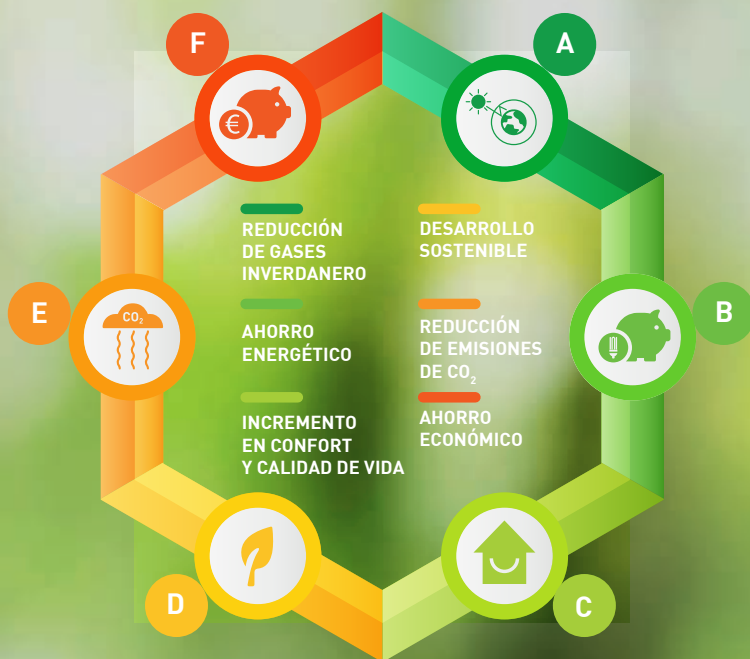 F
A
€
REDUCCIÓN
DE GASES
INVERDANERO
DESARROLLO
SOSTENIBLE
E
CO₂
B
AHORRO
ENERGÉTICO
REDUCCIÓN
DE EMISIONES
DE CO₂
INCREMENTO
EN CONFORT
Y CALIDAD DE VIDA
AHORRO
ECONÓMICO
D
C